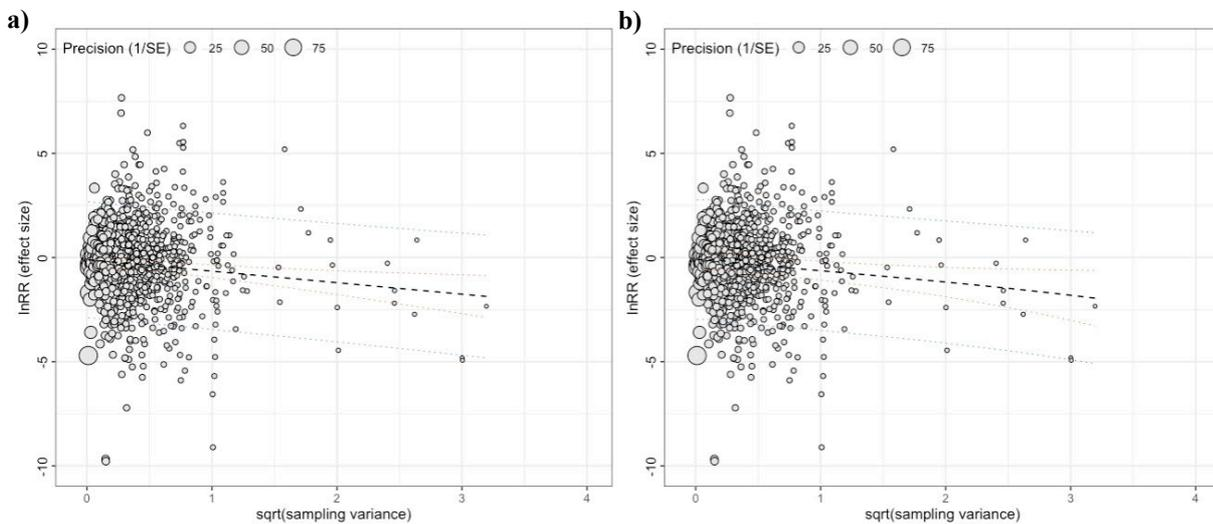 a)
Precision (1/SE) 25 50 75
10
5
0
-5
-10
lnRR (effect size)
0 1 2 3 4
sqrt(sampling variance)
b)
Precision (1/SE) 25 50 75
10
5
0
-5
-10
lnRR (effect size)
0 1 2 3 4
sqrt(sampling variance)